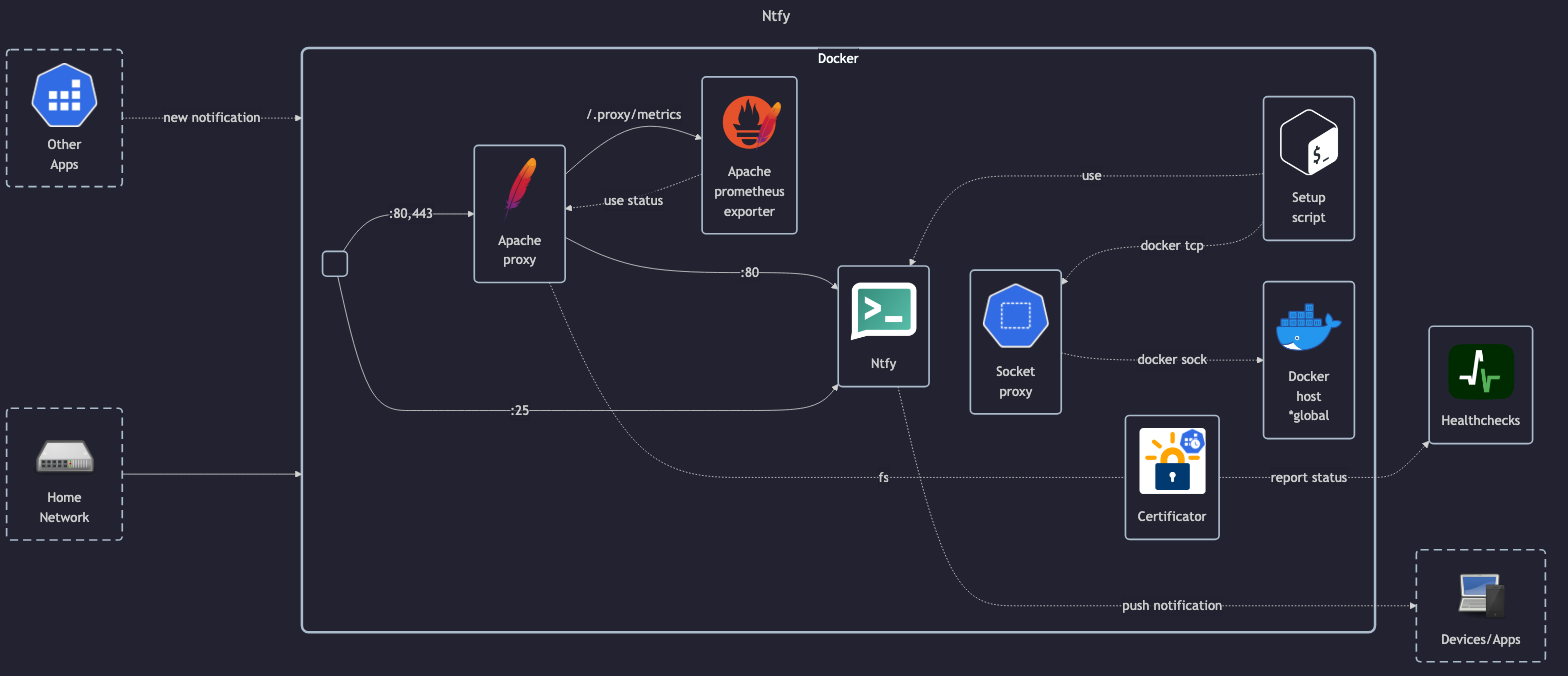 Ntfy
Docker
Other
Apps
new notification
/.proxy/metrics
Apache
prometheus
exporter
use status
:80,443
Apache
proxy
:80
:25
Ntfy
use
$_
Setup
script
docker tcp
Socket
proxy
docker sock
Docker
host
*global
Healthchecks
Home
Network
fs
Certificator
report status
push notification
Devices/Apps